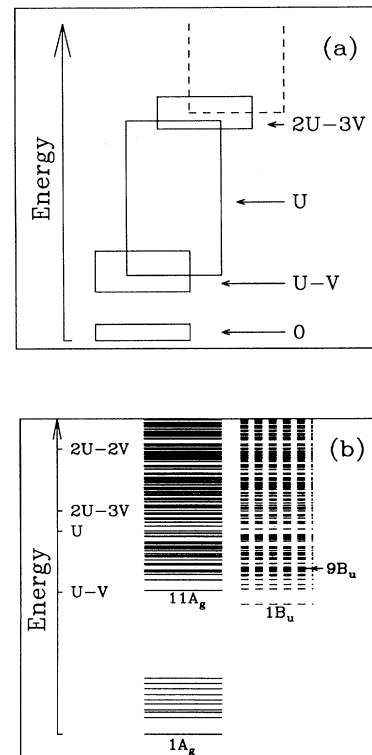 (a)
2U−3V
U
U−V
0
Energy
(b)
2U−2V
2U−3V
U
U−V
Energy
11A_g
1B_u
9B_u
1A_g